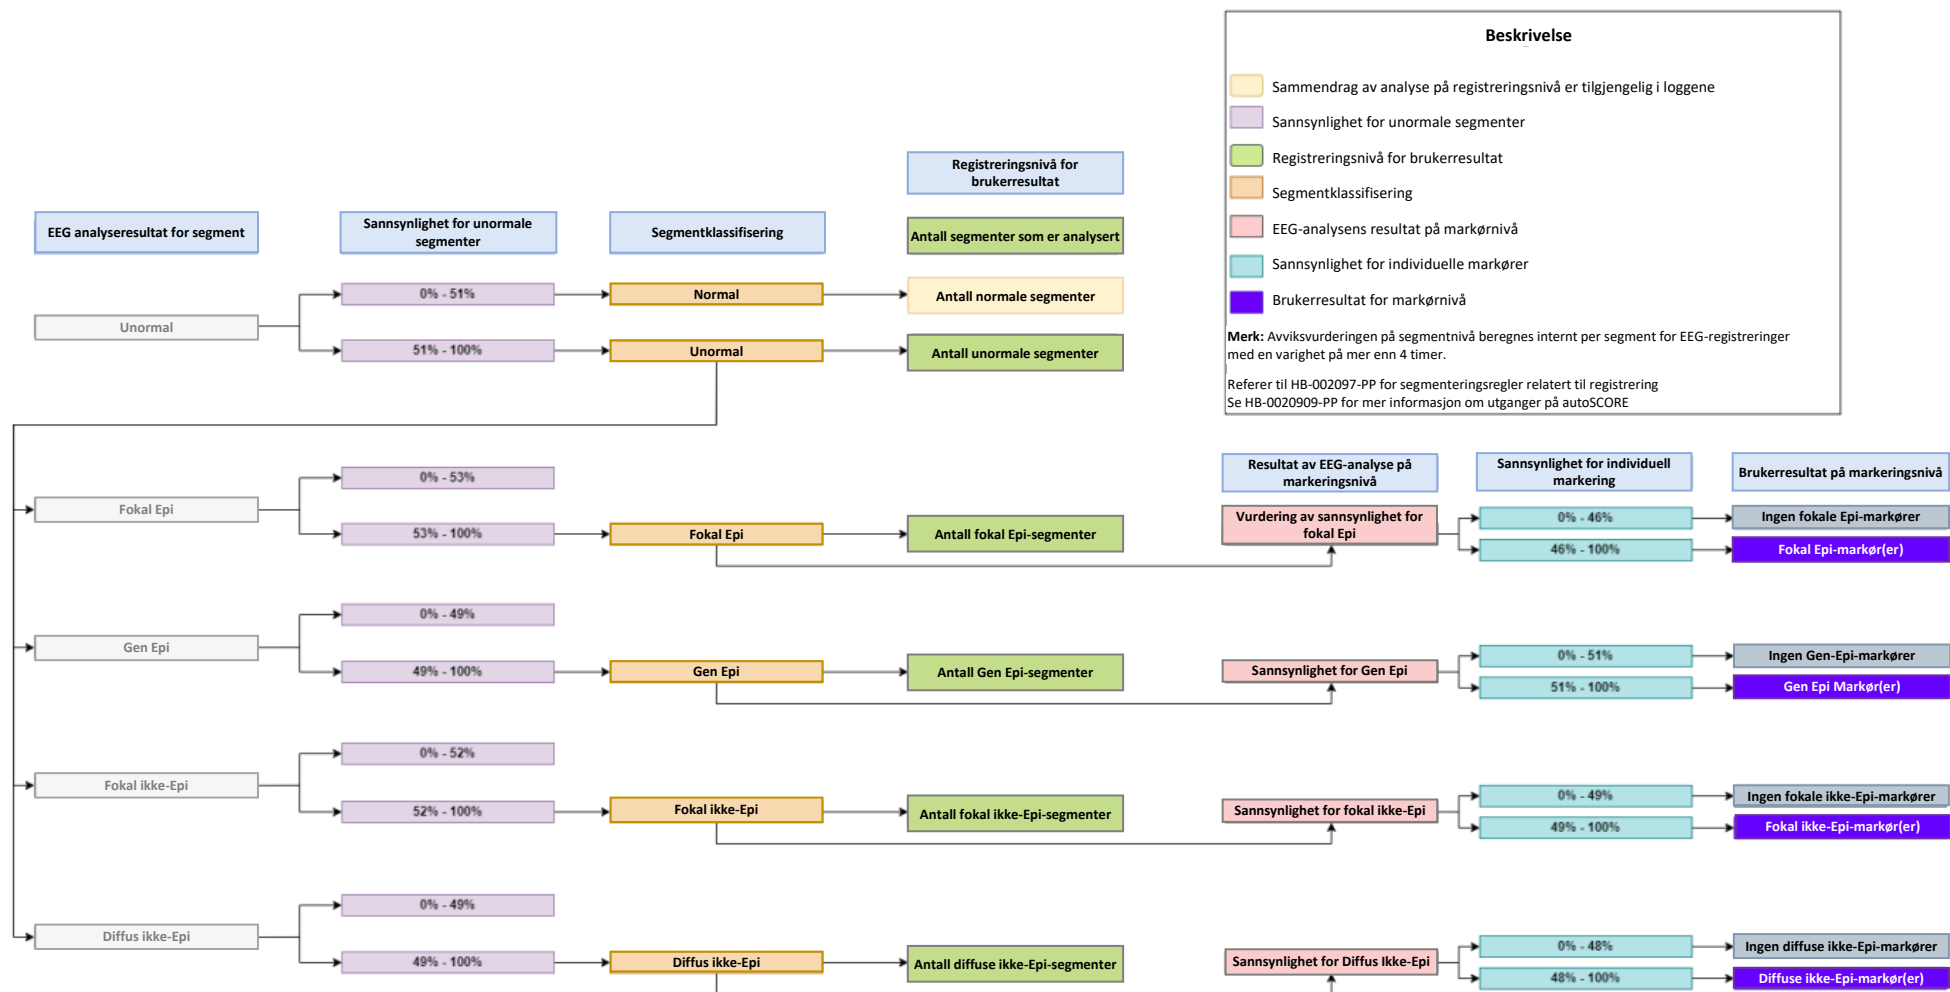 Beskrivelse
Sammendrag av analyse på registreringsnivå er tilgjengelig i loggene
Sannsynlighet for unormale segmenter
Registreringsnivå for brukerresultat
Segmentklassifisering
EEG-analysens resultat på markørnivå
Sannsynlighet for individuelle markører
Brukerresultat for markørnivå
Merk: Avviksvurderingen på segmentnivå beregnes internt per segment for EEG-registreringer
med en varighet på mer enn 4 timer.
Referer til HB-002097-PP for segmenteringsregler relatert til registrering
Se HB-0020909-PP for mer informasjon om utganger på autoSCORE
EEG analyseresultat for segment
Sannsynlighet for unormale
segmenter
Segmentklassifisering
Registreringsnivå for
brukerresultat
Antall segmenter som er analysert
Unormal
0% - 51%
Normal
Antall normale segmenter
51% - 100%
Unormal
Antall unormale segmenter
Resultat av EEG-analyse på
markeringsnivå
Sannsynlighet for individuell
markering
Brukerresultat på markeringsnivå
Fokal Epi
0% - 53%
53% - 100%
Fokal Epi
Antall fokal Epi-segmenter
Vurdering av sannsynlighet for
fokal Epi
0% - 46%
Ingen fokale Epi-markører
46% - 100%
Fokal Epi-markør(er)
Gen Epi
0% - 49%
49% - 100%
Gen Epi
Antall Gen Epi-segmenter
Sannsynlighet for Gen Epi
0% - 51%
Ingen Gen-Epi-markører
51% - 100%
Gen Epi Markør(er)
Fokal ikke-Epi
0% - 52%
52% - 100%
Fokal ikke-Epi
Antall fokal ikke-Epi-segmenter
Sannsynlighet for fokal ikke-Epi
0% - 49%
Ingen fokale ikke-Epi-markører
49% - 100%
Fokal ikke-Epi-markør(er)
Diffus ikke-Epi
0% - 49%
49% - 100%
Diffus ikke-Epi
Antall diffuse ikke-Epi-segmenter
Sannsynlighet for Diffus Ikke-Epi
0% - 48%
Ingen diffuse ikke-Epi-markører
48% - 100%
Diffuse ikke-Epi-markør(er)